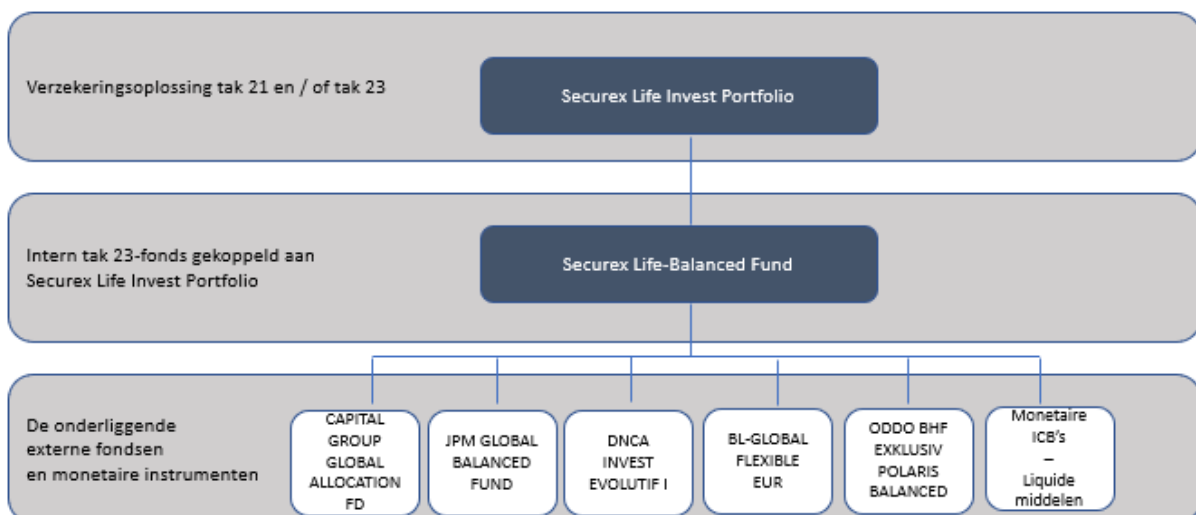 Verzekeringsoplossing tak 21 en / of tak 23
Securex Life Invest Portfolio
Intern tak 23-fonds gekoppeld aan
Securex Life Invest Portfolio
Securex Life-Balanced Fund
De onderliggende
externe fondsen
en monetaire instrumenten
CAPITAL
GROUP
GLOBAL
ALLOCATION
FD
JPM GLOBAL
BALANCED
FUND
DNCA
INVEST
EVOLUTIF I
BL-GLOBAL
FLEXIBLE
EUR
ODDO BHF
EXKLUSIV
POLARIS
BALANCED
Monetaire
ICB's
–
Liquide
middelen